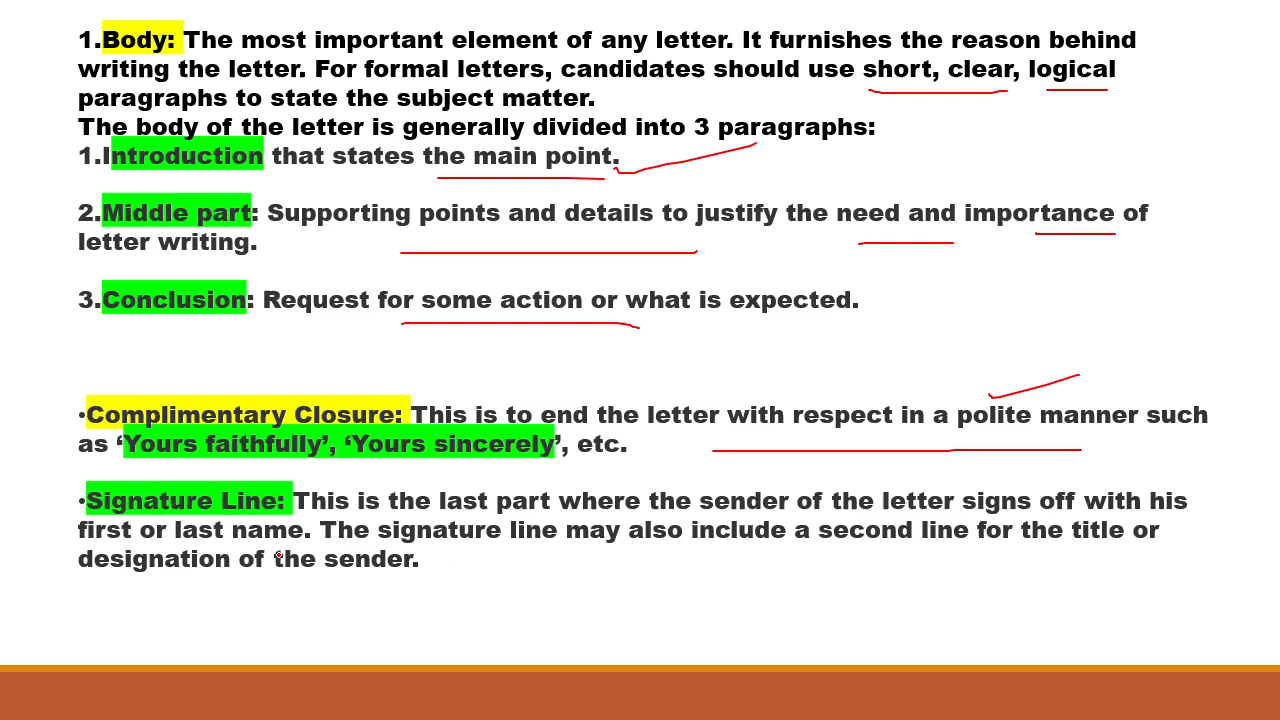 1.Body: The most important element of any letter. It furnishes the reason behind
writing the letter. For formal letters, candidates should use short, clear, logical
paragraphs to state the subject matter.
The body of the letter is generally divided into 3 paragraphs:
1.Introduction that states the main point.
2.Middle part: Supporting points and details to justify the need and importance of
letter writing.
3.Conclusion: Request for some action or what is expected.
•Complimentary Closure: This is to end the letter with respect in a polite manner such
as ‘Yours faithfully’, ‘Yours sincerely’, etc.
•Signature Line: This is the last part where the sender of the letter signs off with his
first or last name. The signature line may also include a second line for the title or
designation of the sender.